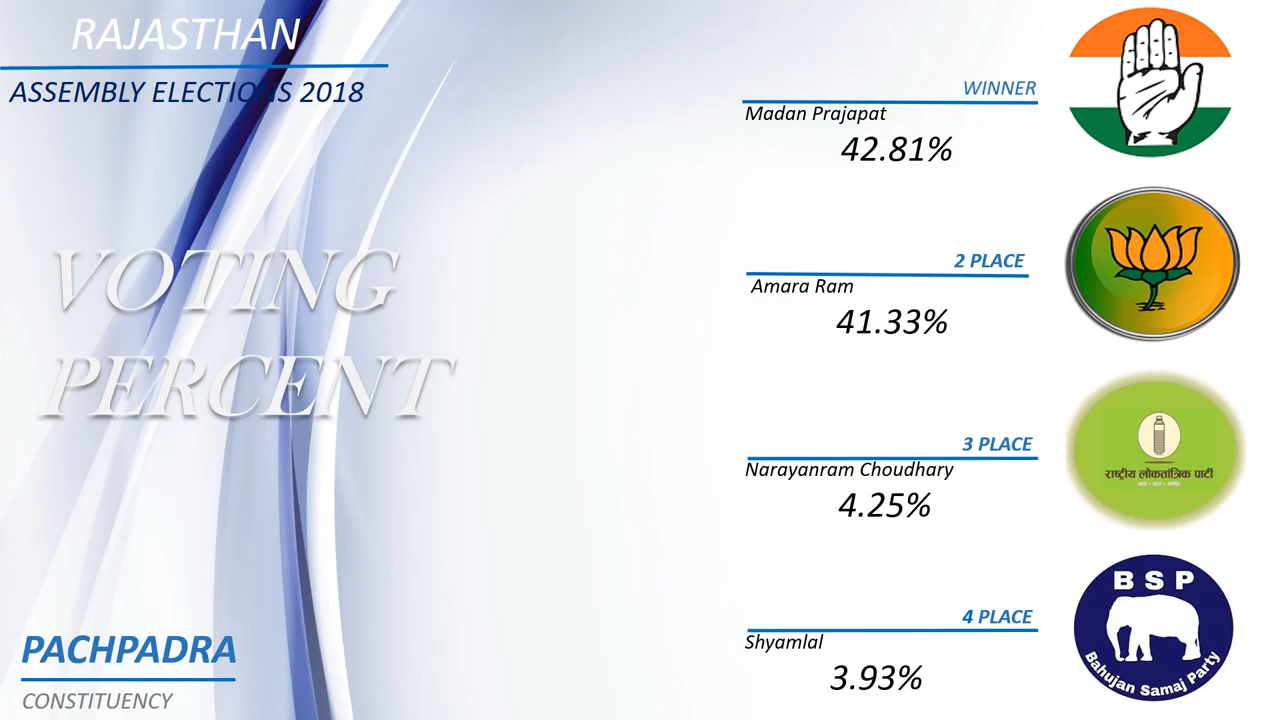 RAJASTHAN
ASSEMBLY ELECTIONS 2018
VOTING
PERCENT
PACHPADRA
CONSTITUENCY
WINNER
Madan Prajapat
42.81%
2 PLACE
Amara Ram
41.33%
3 PLACE
Narayanram Choudhary
4.25%
राष्ट्रीय लोकतांत्रिक पार्टी
4 PLACE
Shyamlal
3.93%
BSP
Bahujan Samaj Party